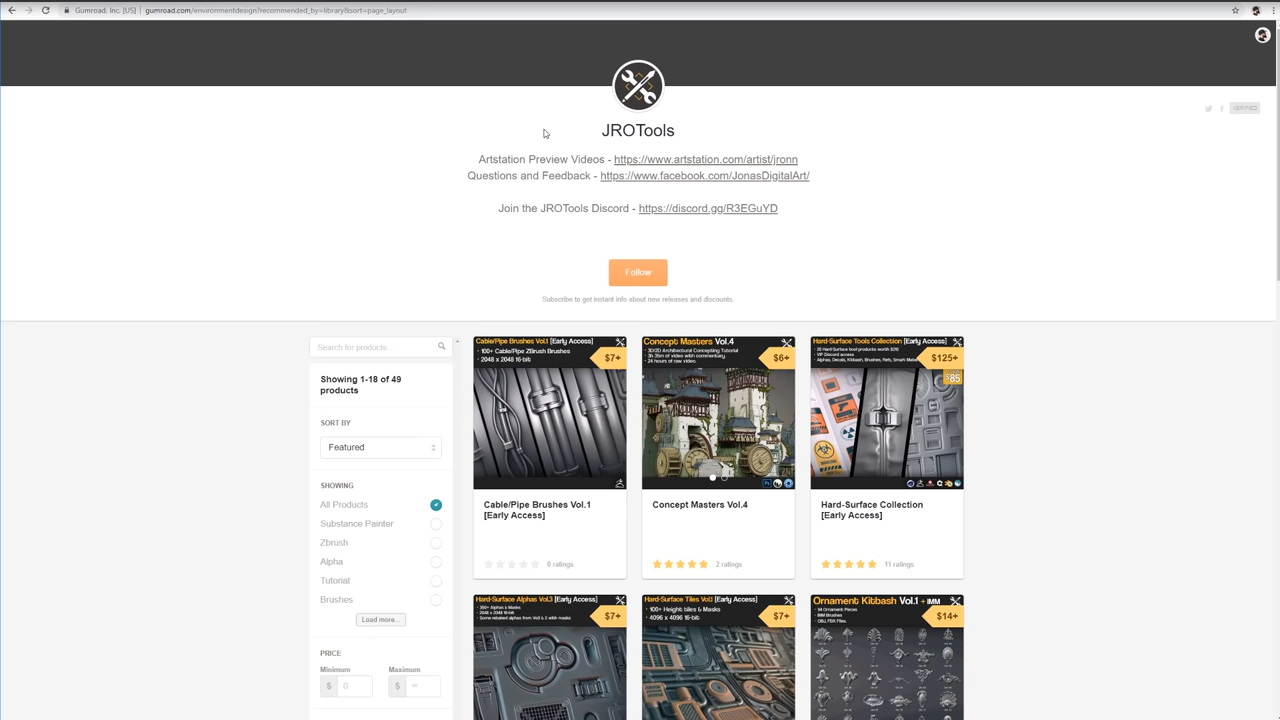 Gumroad, Inc. [US] | gumroad.com/environmentdesign?recommended_by=library&sort=page_layout
VERIFIED
JROTools
Artstation Preview Videos - https://www.artstation.com/artist/jronn
Questions and Feedback - https://www.facebook.com/JonasDigitalArt/
Join the JROTools Discord - https://discord.gg/R3EGuYD
Follow
Subscribe to get instant info about new releases and discounts.
Search for products...
Showing 1-18 of 49
products
SORT BY
Featured
SHOWING
All Products
Substance Painter
Zbrush
Alpha
Tutorial
Brushes
Load more...
PRICE
Minimum
Maximum
$ 0
$ ∞
Cable/Pipe Brushes Vol.1 [Early Access]
• 100+ Cable/Pipe ZBrush Brushes
• 2048 x 2048 16-bit
$7+
Cable/Pipe Brushes Vol.1
[Early Access]
0 ratings
Concept Masters Vol.4
• 3D/2D Architectural Concepting Tutorial
• 3h 35m of video with commentary.
• 24 hours of raw video.
$6+
Ps
Concept Masters Vol.4
2 ratings
Hard-Surface Tools Collection [Early Access]
• 25 Hard-Surface tool products worth $210
• VIP Discord access
• Alphas, Decals, Kitbash, Brushes, Refs, Smart Mate
$125+
$85
Hard-Surface Collection
[Early Access]
11 ratings
Hard-Surface Alphas Vol.3 [Early Access]
• 350+ Alphas & Masks
• 2048 x 2048 16-bit
• Some rebaked alphas from Vol.1 & 2 with masks
$7+
Hard-Surface Tiles Vol.1 [Early Access]
• 100+ Height tiles & Masks
• 4096 x 4096 16-bit
$7+
Ornament Kitbash Vol.1 + IMM
• 94 Ornament Pieces
• IMM Brushes
• OBJ, FBX Files.
$14+